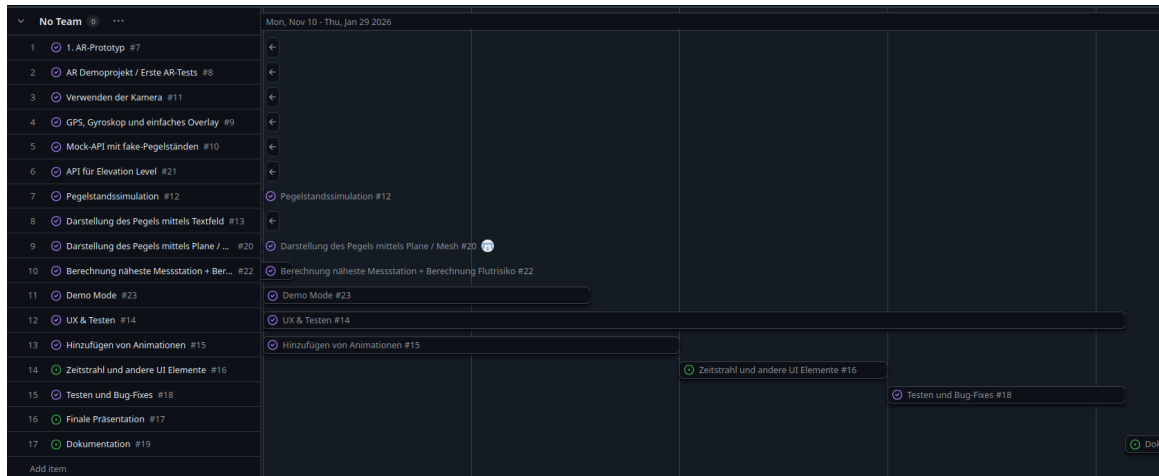 No Team 0 ...
Mon, Nov 10 - Thu, Jan 29 2026
1 1. AR-Prototyp #7
2 AR Demoprojekt / Erste AR-Tests #8
3 Verwenden der Kamera #11
4 GPS, Gyroskop und einfaches Overlay #9
5 Mock-API mit fake-Pegelständen #10
6 API für Elevation Level #21
7 Pegelstandssimulation #12 Pegelstandssimulation #12
8 Darstellung des Pegels mittels Textfeld #13
9 Darstellung des Pegels mittels Plane / ... #20 Darstellung des Pegels mittels Plane / Mesh #20
10 Berechnung näheste Messstation + Ber... #22 Berechnung näheste Messstation + Berechnung Flutrisiko #22
11 Demo Mode #23 Demo Mode #23
12 UX & Testen #14 UX & Testen #14
13 Hinzufügen von Animationen #15 Hinzufügen von Animationen #15
14 Zeitstrahl und andere UI Elemente #16 Zeitstrahl und andere UI Elemente #16
15 Testen und Bug-Fixes #18 Testen und Bug-Fixes #18
16 Finale Präsentation #17
17 Dokumentation #19 Dok
Add item